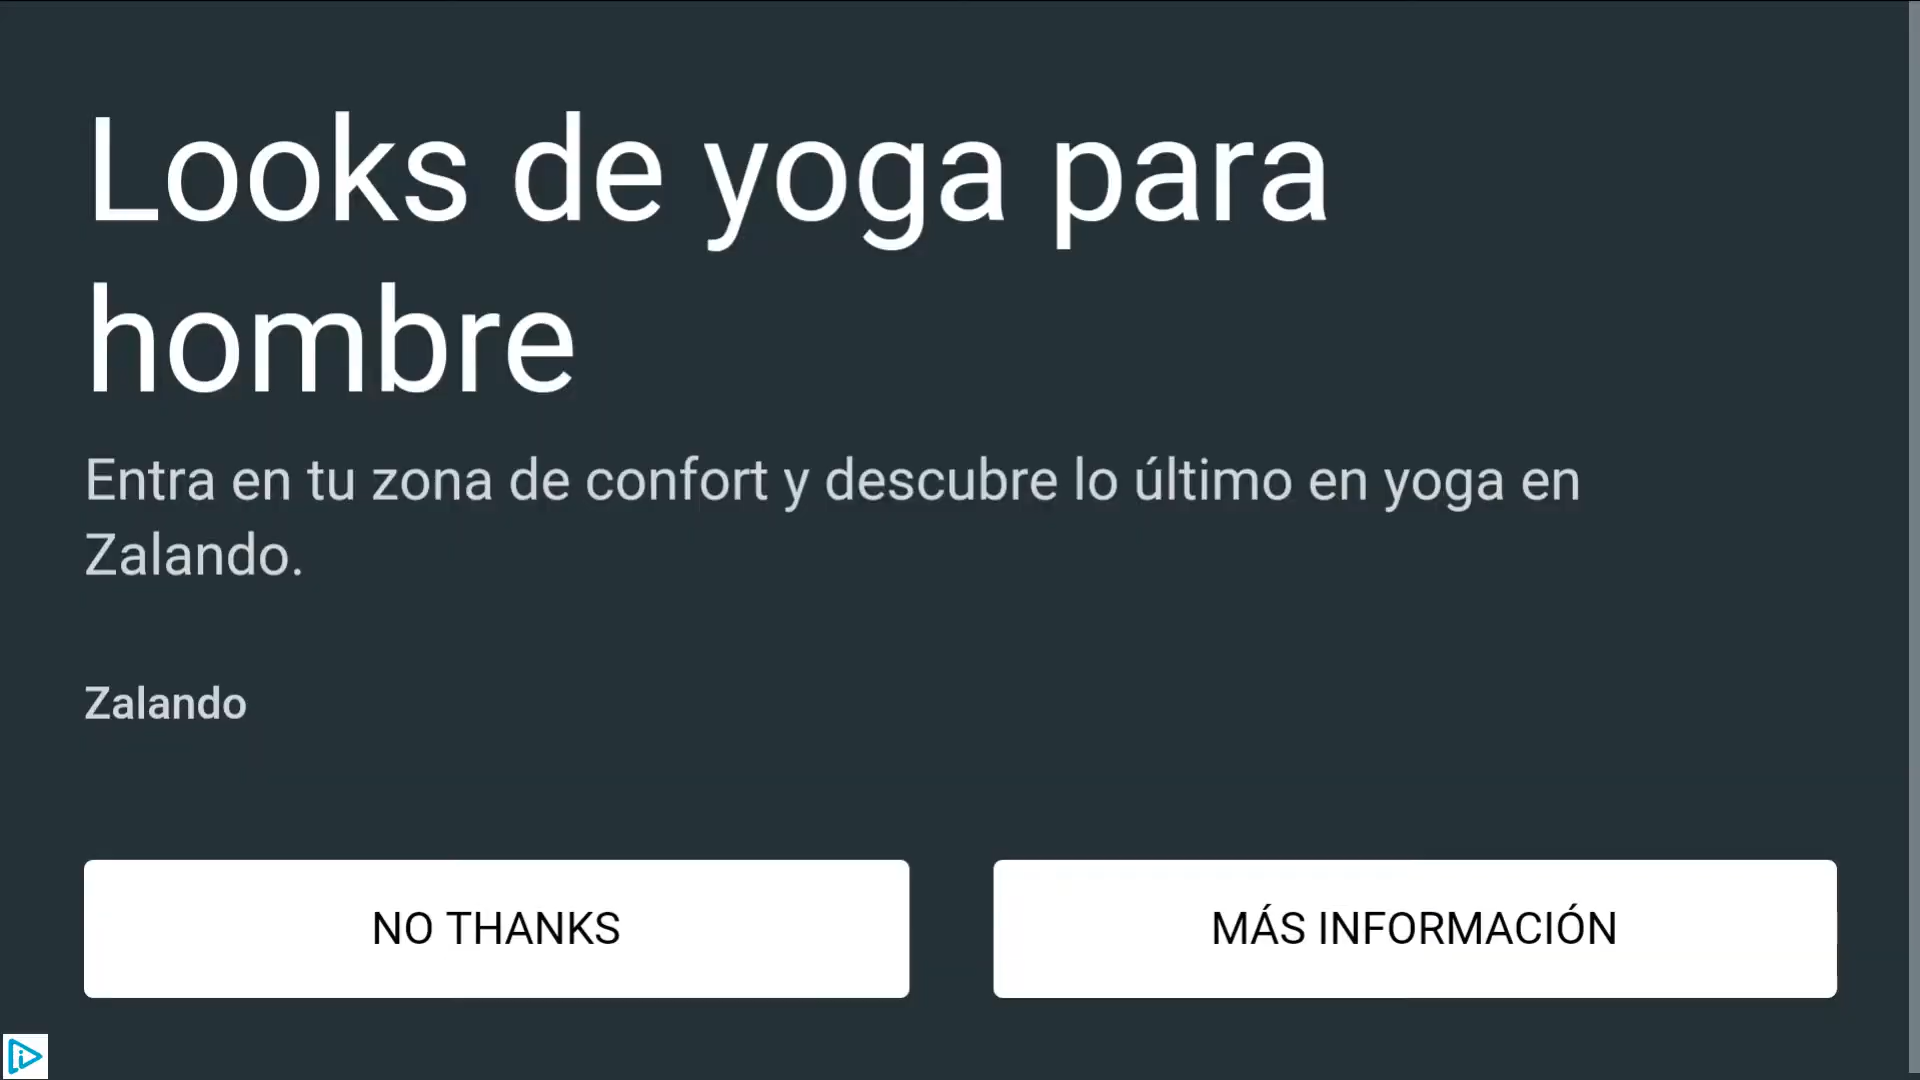 Looks de yoga para
hombre
Entra en tu zona de confort y descubre lo último en yoga en
Zalando.
Zalando
NO THANKS
MÁS INFORMACIÓN